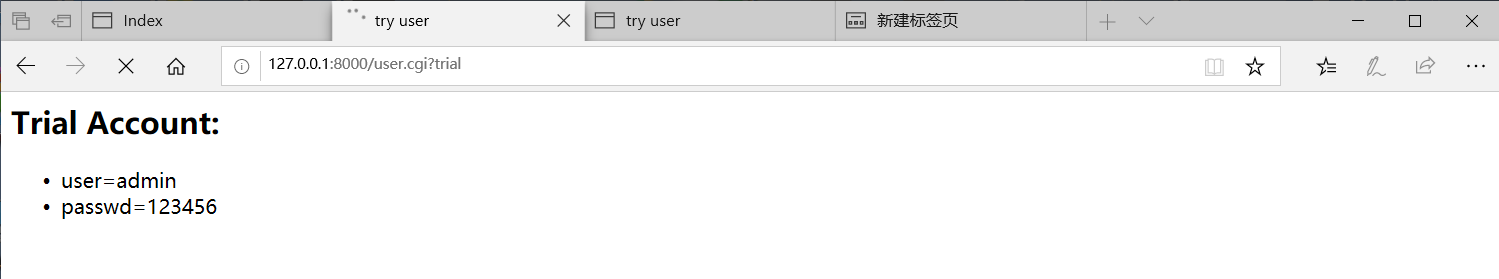 Index
try user
try user
新建标签页
127.0.0.1:8000/user.cgi?trial
Trial Account:
• user=admin
• passwd=123456